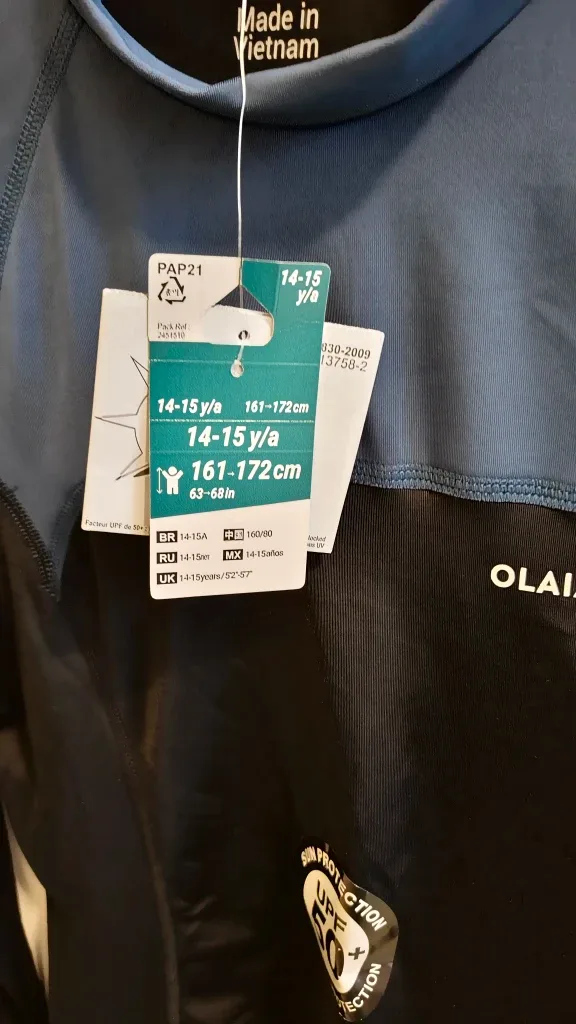 Made in
Vietnam
PAP21
14-15
y/a
Pack Ref:
2451510
830-2009
13758-2
14-15 y/a 161→172cm
14-15 y/a
161→172cm
63→68in
Facteur UPF de 50+
BR 14-15A 中国 160/80
RU 14-15лет MX 14-15años
UK 14-15years/5'2"-5'7"
locked
UV
OLAI
SUN PROTECTION
UPF
50+